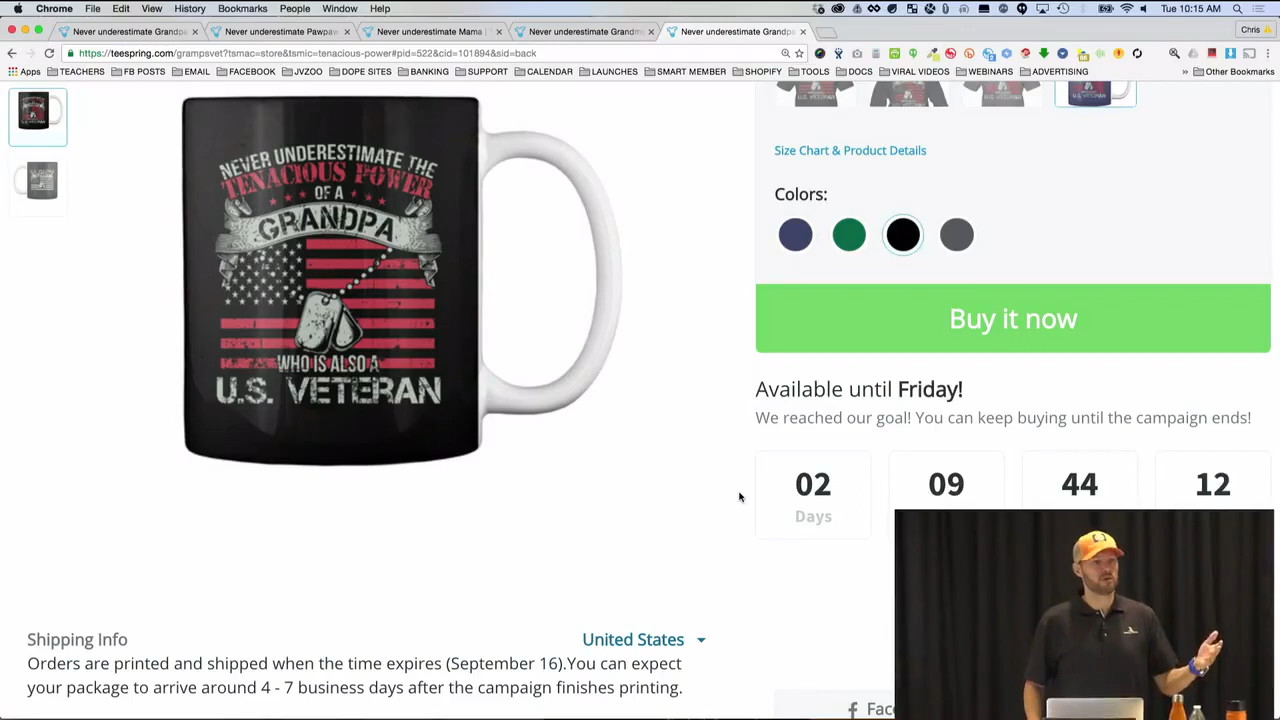 Chrome File Edit View History Bookmarks People Window Help
Tue 10:15 AM
Never underestimate Grandpa
Never underestimate Pawpaw
Never underestimate Mama | T
Never underestimate Grandm
Never underestimate Grandpa
Chris
https://teespring.com/grampsvet?tsmac=store&tsmic=tenacious-power#pid=522&cid=101894&sid=back
Apps TEACHERS FB POSTS EMAIL FACEBOOK JVZOO DOPE SITES BANKING SUPPORT CALENDAR LAUNCHES SMART MEMBER SHOPIFY TOOLS DOCS VIRAL VIDEOS WEBINARS ADVERTISING » Other Bookmarks
NEVER UNDERESTIMATE THE
TENACIOUS POWER
OF A
GRANDPA
WHO IS ALSO A
U.S. VETERAN
U.S. VETERAN
U.S. VETERAN
Size Chart & Product Details
Colors:
Buy it now
Available until Friday!
We reached our goal! You can keep buying until the campaign ends!
02 09 44 12
Days
Shipping Info
United States
Orders are printed and shipped when the time expires (September 16).You can expect
your package to arrive around 4 - 7 business days after the campaign finishes printing.